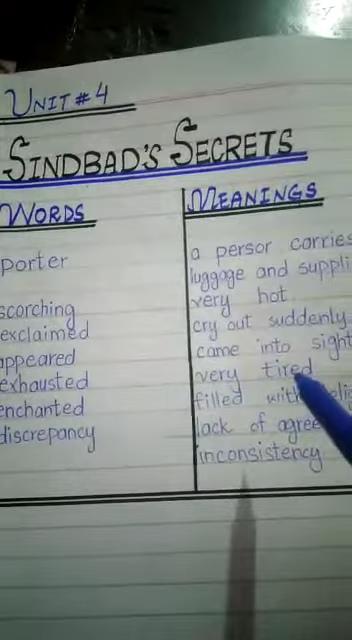 UNIT # 4
SINDBAD'S SECRETS
WORDS MEANINGS
porter a persor carries
luggage and suppli
scorching very hot
exclaimed cry out suddenly
appeared came into sight
exhausted very tired
enchanted filled with
discrepancy lack of agree
inconsistency